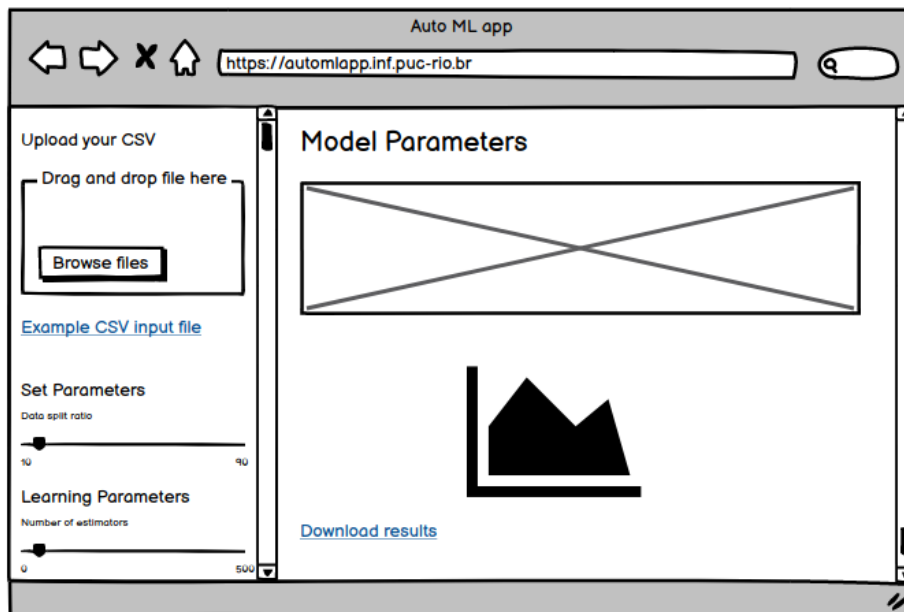 Auto ML app
https://automlapp.inf.puc-rio.br
Upload your CSV
Drag and drop file here
Browse files
Example CSV input file
Set Parameters
Data split ratio
10 90
Learning Parameters
Number of estimators
0 500
Model Parameters
Download results